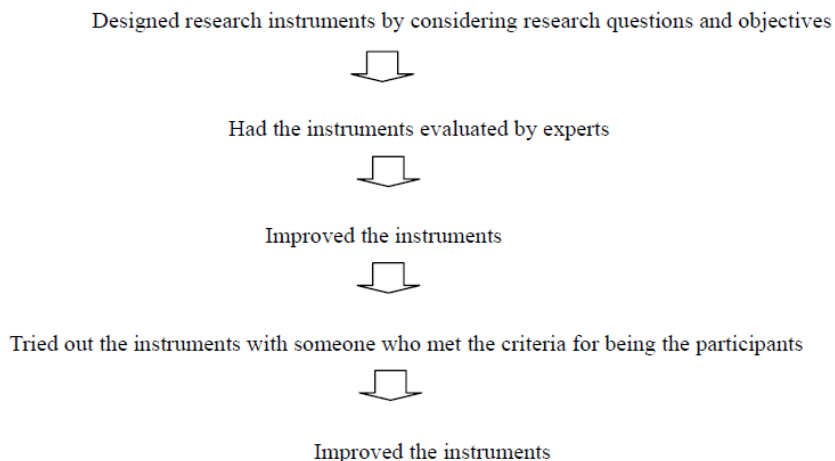 Designed research instruments by considering research questions and objectives
Had the instruments evaluated by experts
Improved the instruments
Tried out the instruments with someone who met the criteria for being the participants
Improved the instruments